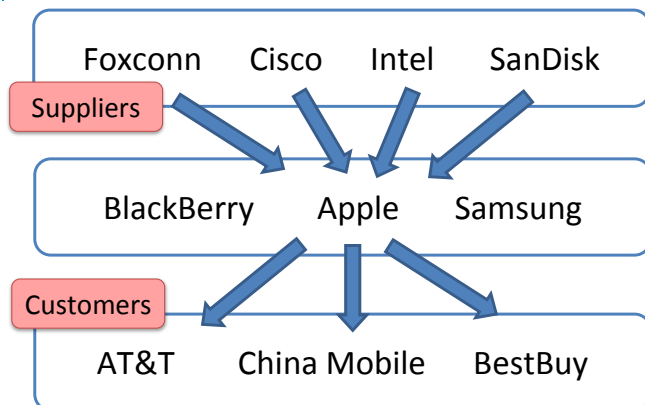 Foxconn Cisco Intel SanDisk
Suppliers
BlackBerry Apple Samsung
Customers
AT&T China Mobile BestBuy